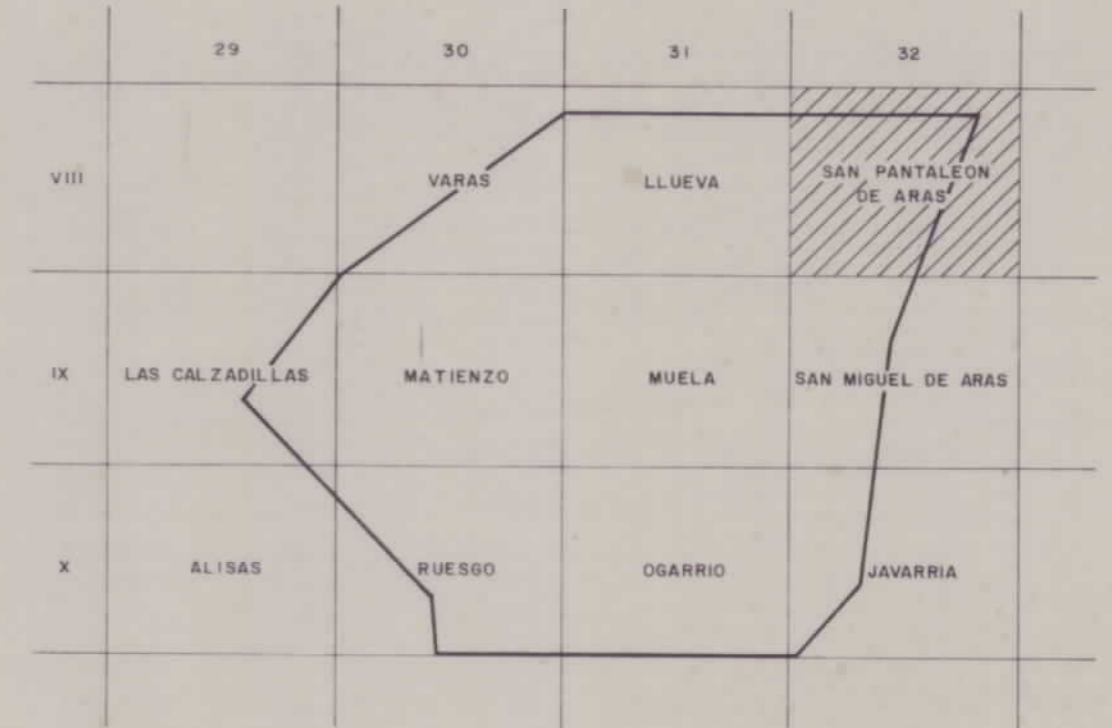 29 30 31 32
VIII VARAS LLUEVA SAN PANTALEON
DE ARAS
IX LAS CALZADILLAS MATIENZO MUELA SAN MIGUEL DE ARAS
X ALISAS RUESGO OGARRIO JAVARRIA